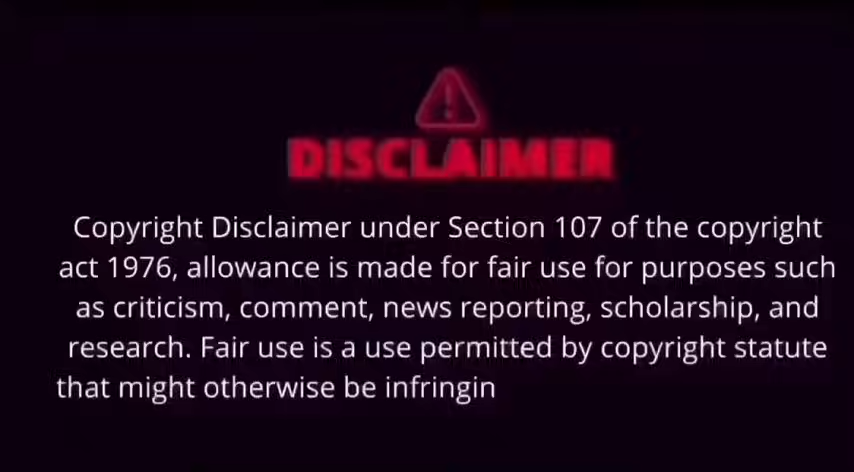 DISCLAIMER
Copyright Disclaimer under Section 107 of the copyright
act 1976, allowance is made for fair use for purposes such
as criticism, comment, news reporting, scholarship, and
research. Fair use is a use permitted by copyright statute
that might otherwise be infringin